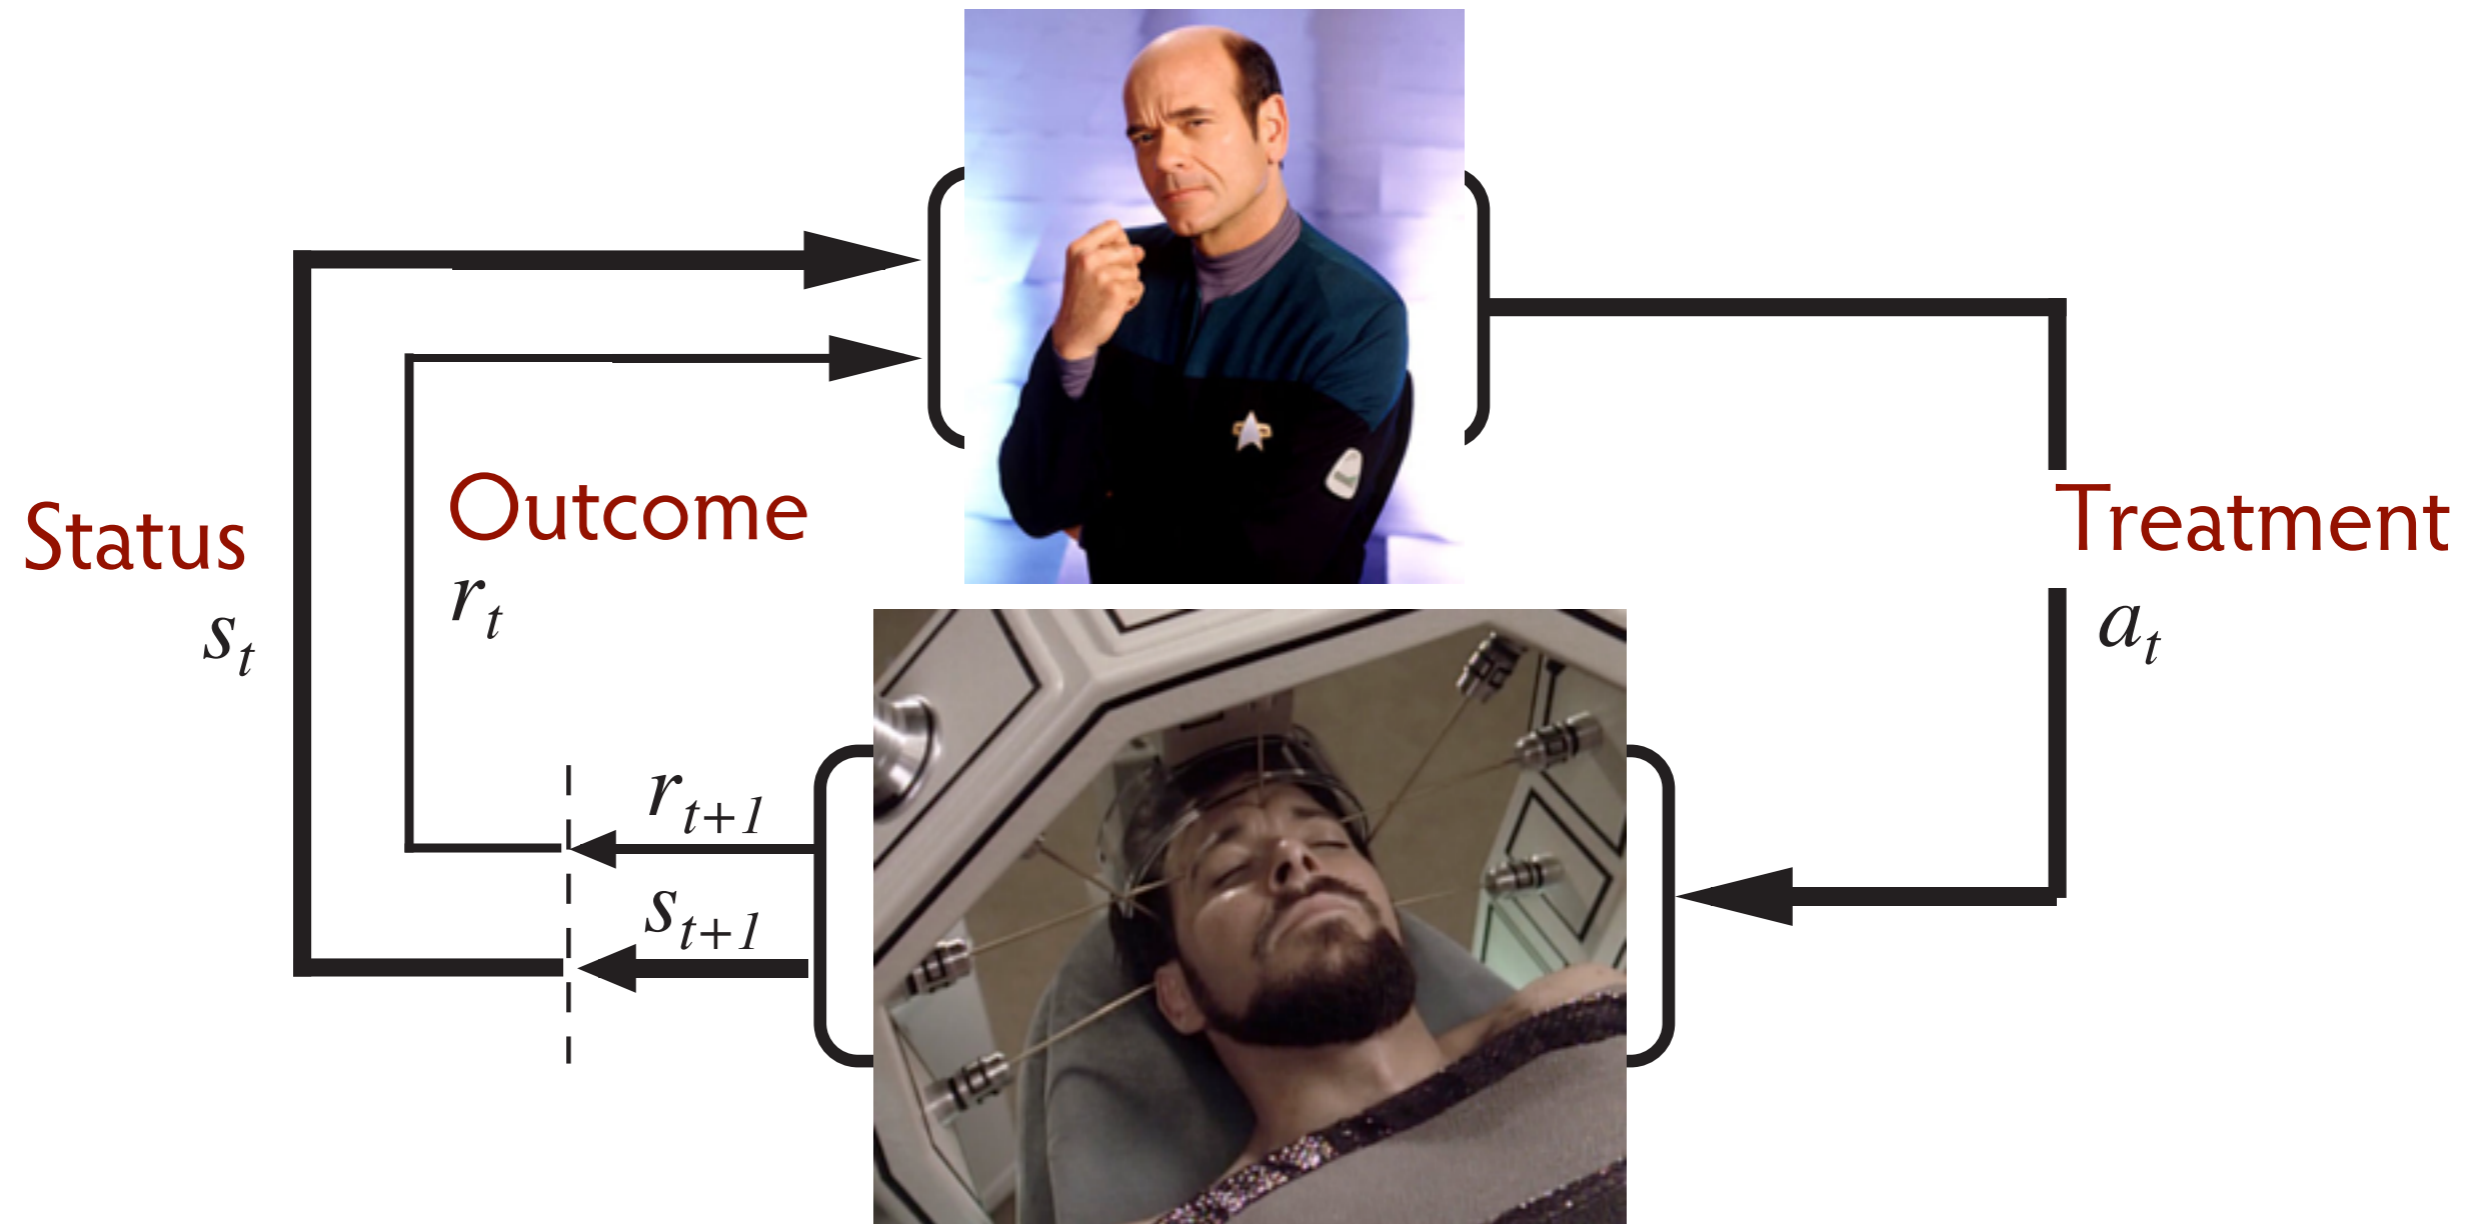 Status
s_t
Outcome
r_t
Treatment
a_t
r_{t+1}
s_{t+1}